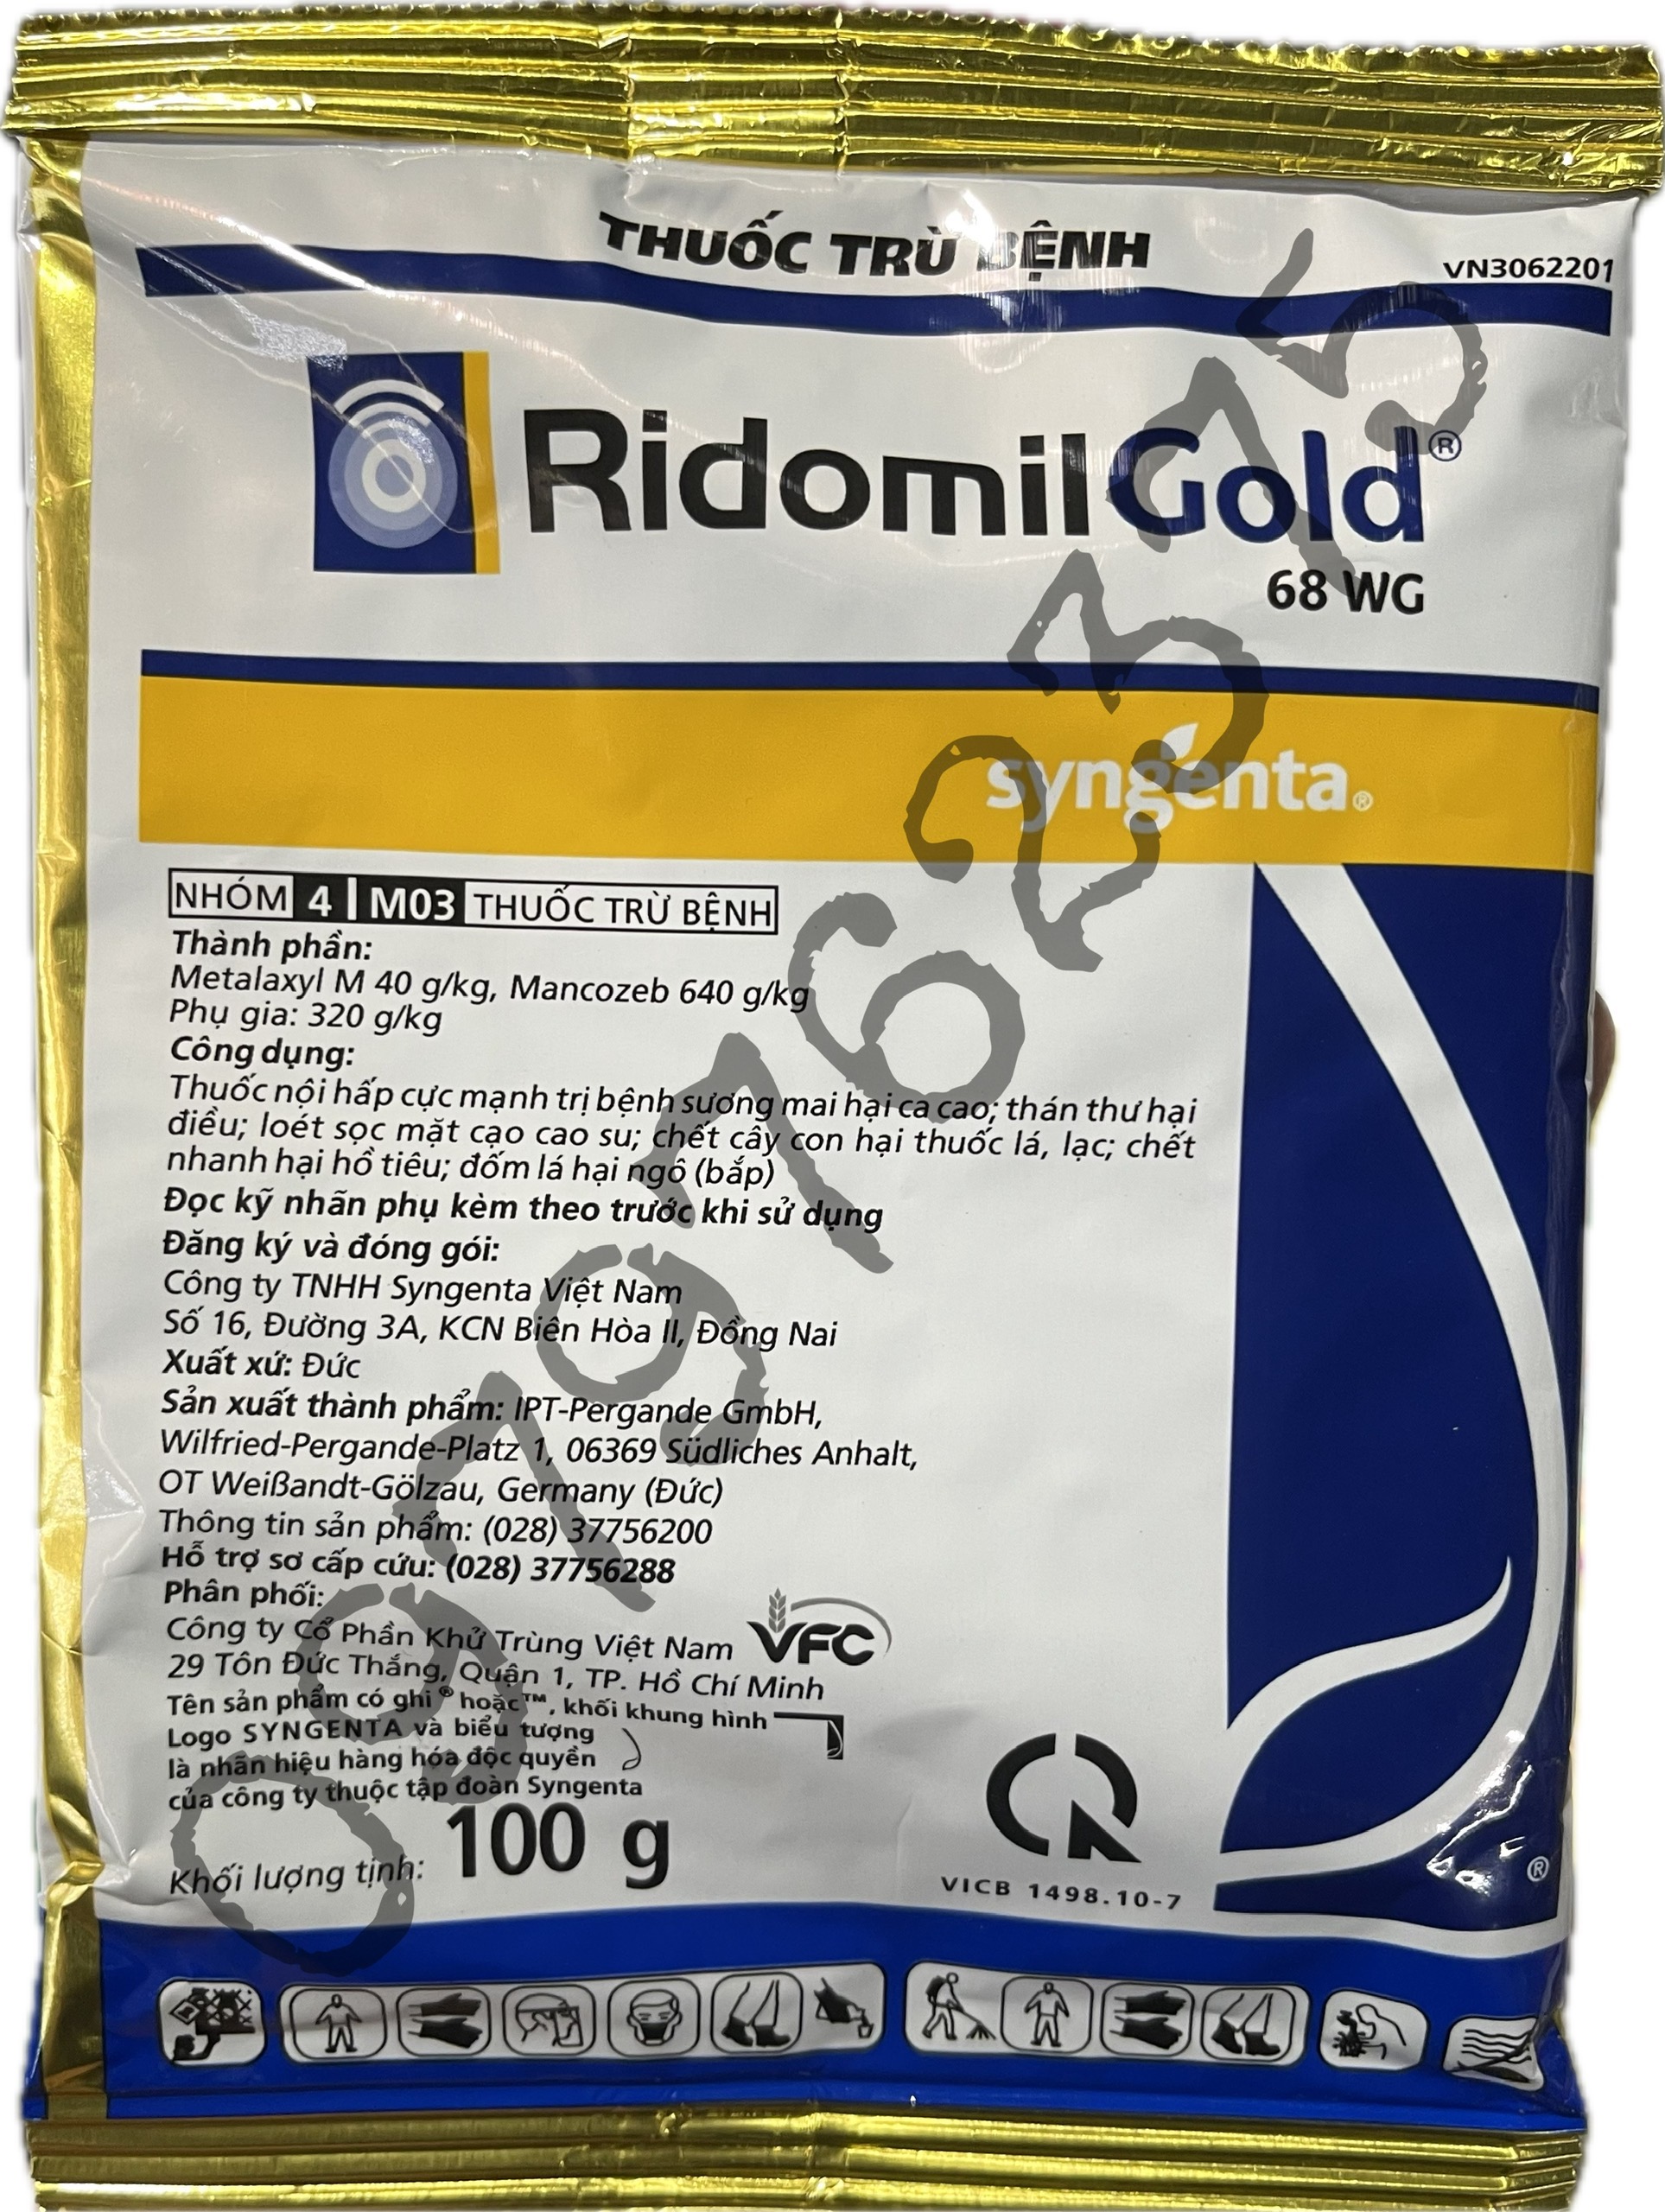 THUỐC TRỪ BỆNH
VN3062201
RidomilGold®
68 WG
syngenta®
NHÓM 4 | M03 THUỐC TRỪ BỆNH
Thành phần:
Metalaxyl M 40 g/kg, Mancozeb 640 g/kg
Phụ gia: 320 g/kg
Công dụng:
Thuốc nội hấp cực mạnh trị bệnh sương mai hại ca cao; thán thư hại
điều; loét sọc mặt cạo cao su; chết cây con hại thuốc lá, lạc; chết
nhanh hại hồ tiêu; đốm lá hại ngô (bắp)
Đọc kỹ nhãn phụ kèm theo trước khi sử dụng
Đăng ký và đóng gói:
Công ty TNHH Syngenta Việt Nam
Số 16, Đường 3A, KCN Biên Hòa II, Đồng Nai
Xuất xứ: Đức
Sản xuất thành phẩm: IPT-Pergande GmbH,
Wilfried-Pergande-Platz 1, 06369 Südliches Anhalt,
OT Weißandt-Gölzau, Germany (Đức)
Thông tin sản phẩm: (028) 37756200
Hỗ trợ sơ cấp cứu: (028) 37756288
Phân phối:
Công ty Cổ Phần Khử Trùng Việt Nam VFC
29 Tôn Đức Thắng, Quận 1, TP. Hồ Chí Minh
Tên sản phẩm có ghi ® hoặc™, khối khung hình
Logo SYNGENTA và biểu tượng
là nhãn hiệu hàng hóa độc quyền
của công ty thuộc tập đoàn Syngenta
Khối lượng tịnh: 100 g
VICB 1498.10-7
®
0979762375